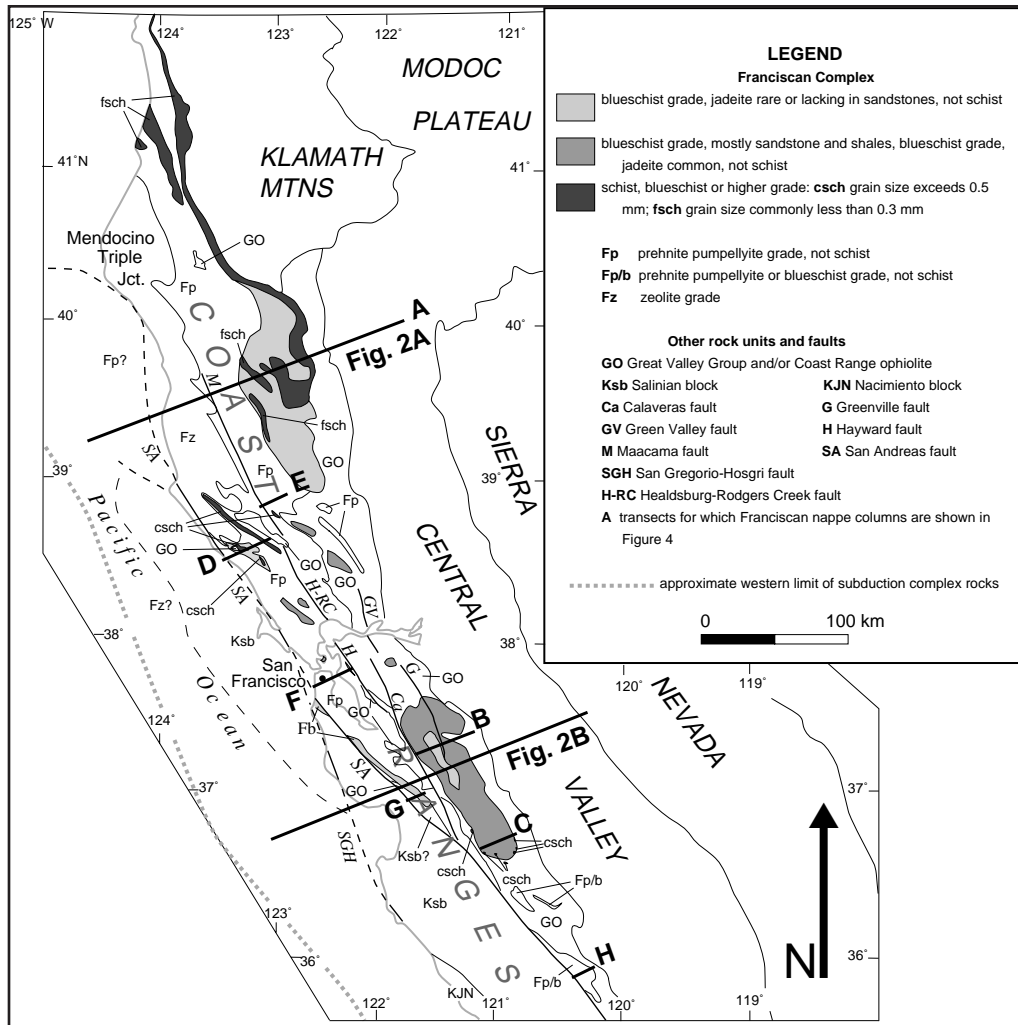 125° W
124°
123°
122°
121°
MODOC
PLATEAU
fsch
41°N
41°
KLAMATH
MTNS
GO
Mendocino
Triple
Jct.
Fp
40°
40°
A
Fig. 2A
fsch
Fp?
M
COAST
Fz
fsch
GO
SA
SIERRA
39°
39°
Fp
E
Fp
Pacific
csch
GO
D
GO
GO
Fp
H-RC
csch
SA
GV
CENTRAL
Fz?
38°
38°
Ksb
H
San
Francisco
G
GO
F
Fp
GO
Ca
Fb
B
Ocean
124°
120°
119°
NEVADA
RANGES
SA
Fig. 2B
37°
37°
GO
G
VALLEY
SGH
C
Ksb?
csch
csch
csch
Fp/b
Ksb
GO
123°
36°
36°
H
Fp/b
KJN
122°
121°
120°
119°
N
LEGEND
Franciscan Complex
blueschist grade, jadeite rare or lacking in sandstones, not schist
blueschist grade, mostly sandstone and shales, blueschist grade,
jadeite common, not schist
schist, blueschist or higher grade: csch grain size exceeds 0.5
mm; fsch grain size commonly less than 0.3 mm
Fp prehnite pumpellyite grade, not schist
Fp/b prehnite pumpellyite or blueschist grade, not schist
Fz zeolite grade
Other rock units and faults
GO Great Valley Group and/or Coast Range ophiolite
Ksb Salinian block KJN Nacimiento block
Ca Calaveras fault G Greenville fault
GV Green Valley fault H Hayward fault
M Maacama fault SA San Andreas fault
SGH San Gregorio-Hosgri fault
H-RC Healdsburg-Rodgers Creek fault
A transects for which Franciscan nappe columns are shown in
Figure 4
approximate western limit of subduction complex rocks
0 100 km